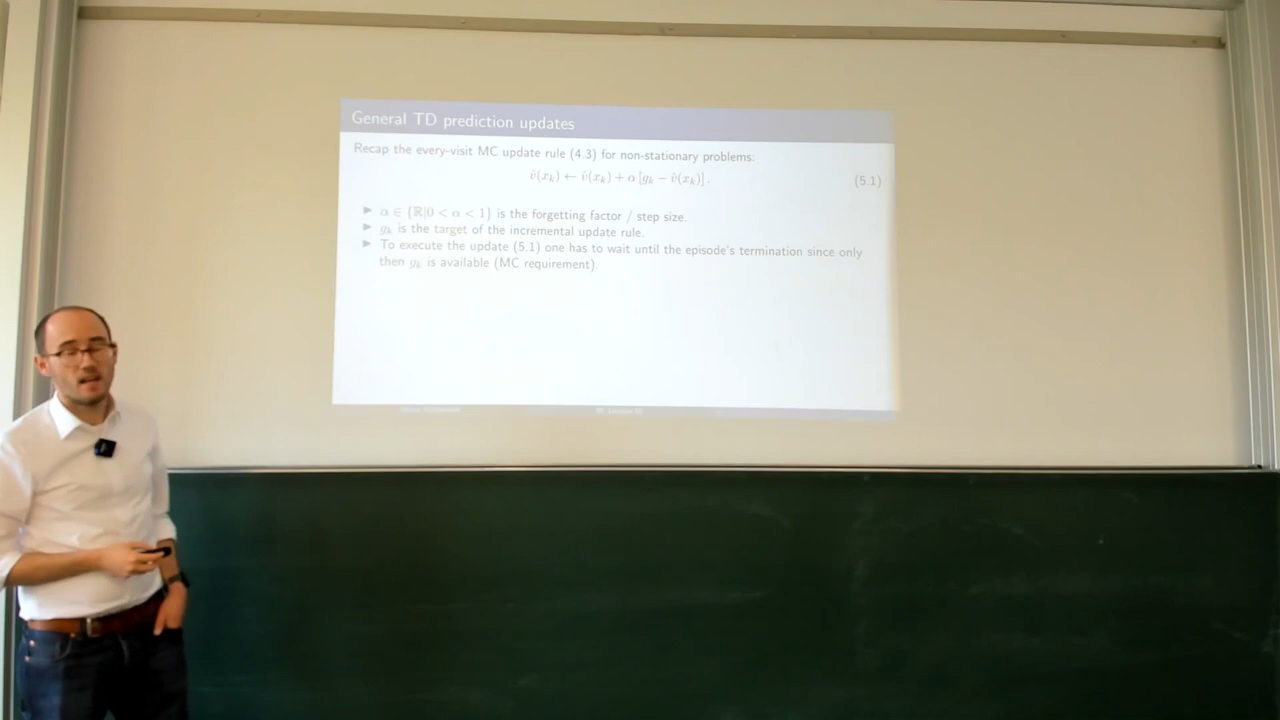 General TD prediction updates
Recap the every-visit MC update rule (4.3) for non-stationary problems:
v̂(x_k) ← v̂(x_k) + α [g_k − v̂(x_k)] . (5.1)
▶ α ∈ {ℝ|0 < α < 1} is the forgetting factor / step size.
▶ g_k is the target of the incremental update rule.
▶ To execute the update (5.1) one has to wait until the episode's termination since only
then g_k is available (MC requirement).